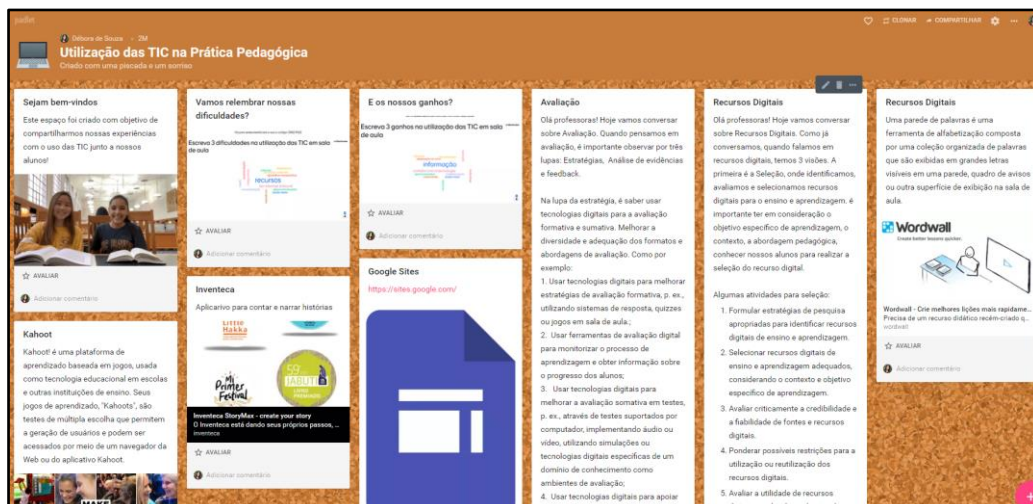 padlet
Débora de Souza • 2M
Utilização das TIC na Prática Pedagógica
Criado com uma piscada e um sorriso
CLONAR
COMPARTILHAR
Sejam bem-vindos
Este espaço foi criado com objetivo de
compartilharmos nossas experiências
com o uso das TIC junto a nossos
alunos!
AVALIAR
Adicionar comentário
Kahoot
Kahoot! é uma plataforma de
aprendizado baseada em jogos, usada
como tecnologia educacional em escolas
e outras instituições de ensino. Seus
jogos de aprendizado, "Kahoots", são
testes de múltipla escolha que permitem
a geração de usuários e podem ser
acessados por meio de um navegador da
Web ou do aplicativo Kahoot.
Vamos relembrar nossas
dificuldades?
Escreva 3 dificuldades na utilização das TIC em sala
de aula
recursos
AVALIAR
Adicionar comentário
Inventeca
Aplicarivo para contar e narrar histórias
LITTLE
Hakka
Mi
Primer
Festival
59
JABUTI
Inventeca StoryMax - create your story
O Inventeca está dando seus próprios passos, ...
inventeca
AVALIAR
Adicionar comentário
E os nossos ganhos?
Escreva 3 ganhos na utilização das TIC em sala
de aula
informação
AVALIAR
Adicionar comentário
Google Sites
https://sites.google.com/
Avaliação
Olá professoras! Hoje vamos conversar
sobre Avaliação. Quando pensamos em
avaliação, é importante observar por três
lupas: Estratégias, Análise de evidências
e feedback.
Na lupa da estratégia, é saber usar
tecnologias digitais para a avaliação
formativa e sumativa. Melhorar a
diversidade e adequação dos formatos e
abordagens de avaliação. Como por
exemplo:
1. Usar tecnologias digitais para melhorar
estratégias de avaliação formativa, p. ex.,
utilizando sistemas de resposta, quizzes
ou jogos em sala de aula.;
2. Usar ferramentas de avaliação digital
para monitorizar o processo de
aprendizagem e obter informação sobre
o progresso dos alunos;
3. Usar tecnologias digitais para
melhorar a avaliação somativa em testes,
p. ex., através de testes suportados por
computador, implementando áudio ou
vídeo, utilizando simulações ou
tecnologias digitais específicas de um
domínio de conhecimento como
ambientes de avaliação;
4. Usar tecnologias digitais para apoiar
Recursos Digitais
Olá professoras! Hoje vamos conversar
sobre Recursos Digitais. Como já
conversamos, quando falamos em
recursos digitais, temos 3 visões. A
primeira é a Seleção, onde identificamos,
avaliamos e selecionamos recursos
digitais para o ensino e aprendizagem. é
importante ter em consideração o
objetivo específico de aprendizagem, o
contexto, a abordagem pedagógica,
conhecer nossos alunos para realizar a
seleção do recurso digital.
Algumas atividades para seleção:
1. Formular estratégias de pesquisa
apropriadas para identificar recursos
digitais de ensino e aprendizagem.
2. Selecionar recursos digitais de
ensino e aprendizagem adequados,
considerando o contexto e objetivo
específico de aprendizagem.
3. Avaliar criticamente a credibilidade e
a fiabilidade de fontes e recursos
digitais.
4. Ponderar possíveis restrições para a
utilização ou reutilização dos
recursos digitais.
5. Avaliar a utilidade de recursos
Recursos Digitais
Uma parede de palavras é uma
ferramenta de alfabetização composta
por uma coleção organizada de palavras
que são exibidas em grandes letras
visíveis em uma parede, quadro de avisos
ou outra superfície de exibição na sala de
aula.
Wordwall
Create better lessons quicker.
Wordwall - Crie melhores lições mais rapidame...
Precisa de um recurso didático recém-criado q...
wordwall
AVALIAR
Adicionar comentário